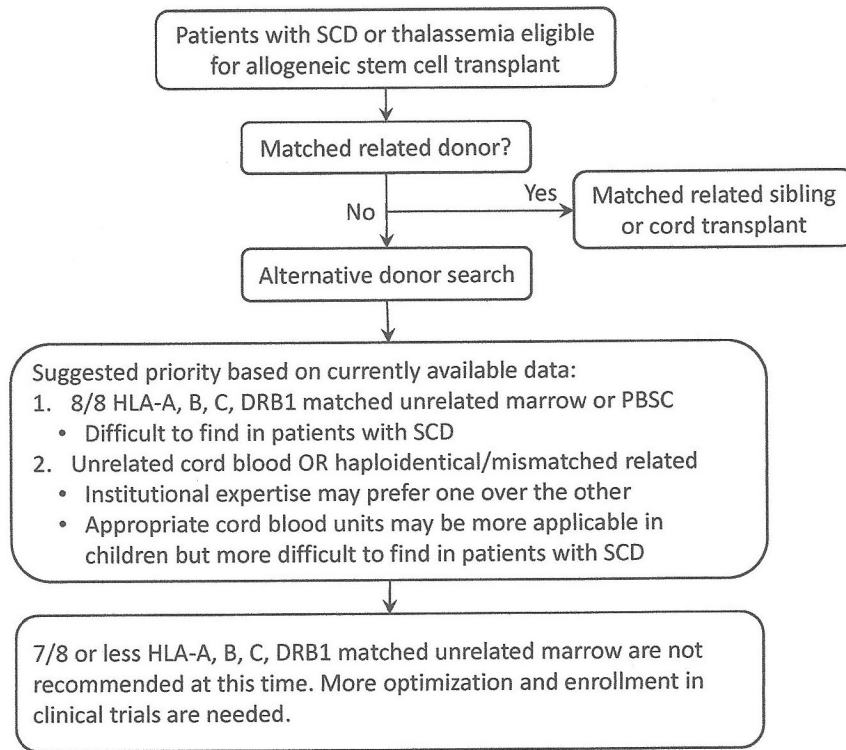 Patients with SCD or thalassemia eligible
for allogeneic stem cell transplant
Matched related donor?
Yes
No
Matched related sibling
or cord transplant
Alternative donor search
Suggested priority based on currently available data:
1. 8/8 HLA-A, B, C, DRB1 matched unrelated marrow or PBSC
• Difficult to find in patients with SCD
2. Unrelated cord blood OR haploidentical/mismatched related
• Institutional expertise may prefer one over the other
• Appropriate cord blood units may be more applicable in
children but more difficult to find in patients with SCD
7/8 or less HLA-A, B, C, DRB1 matched unrelated marrow are not
recommended at this time. More optimization and enrollment in
clinical trials are needed.